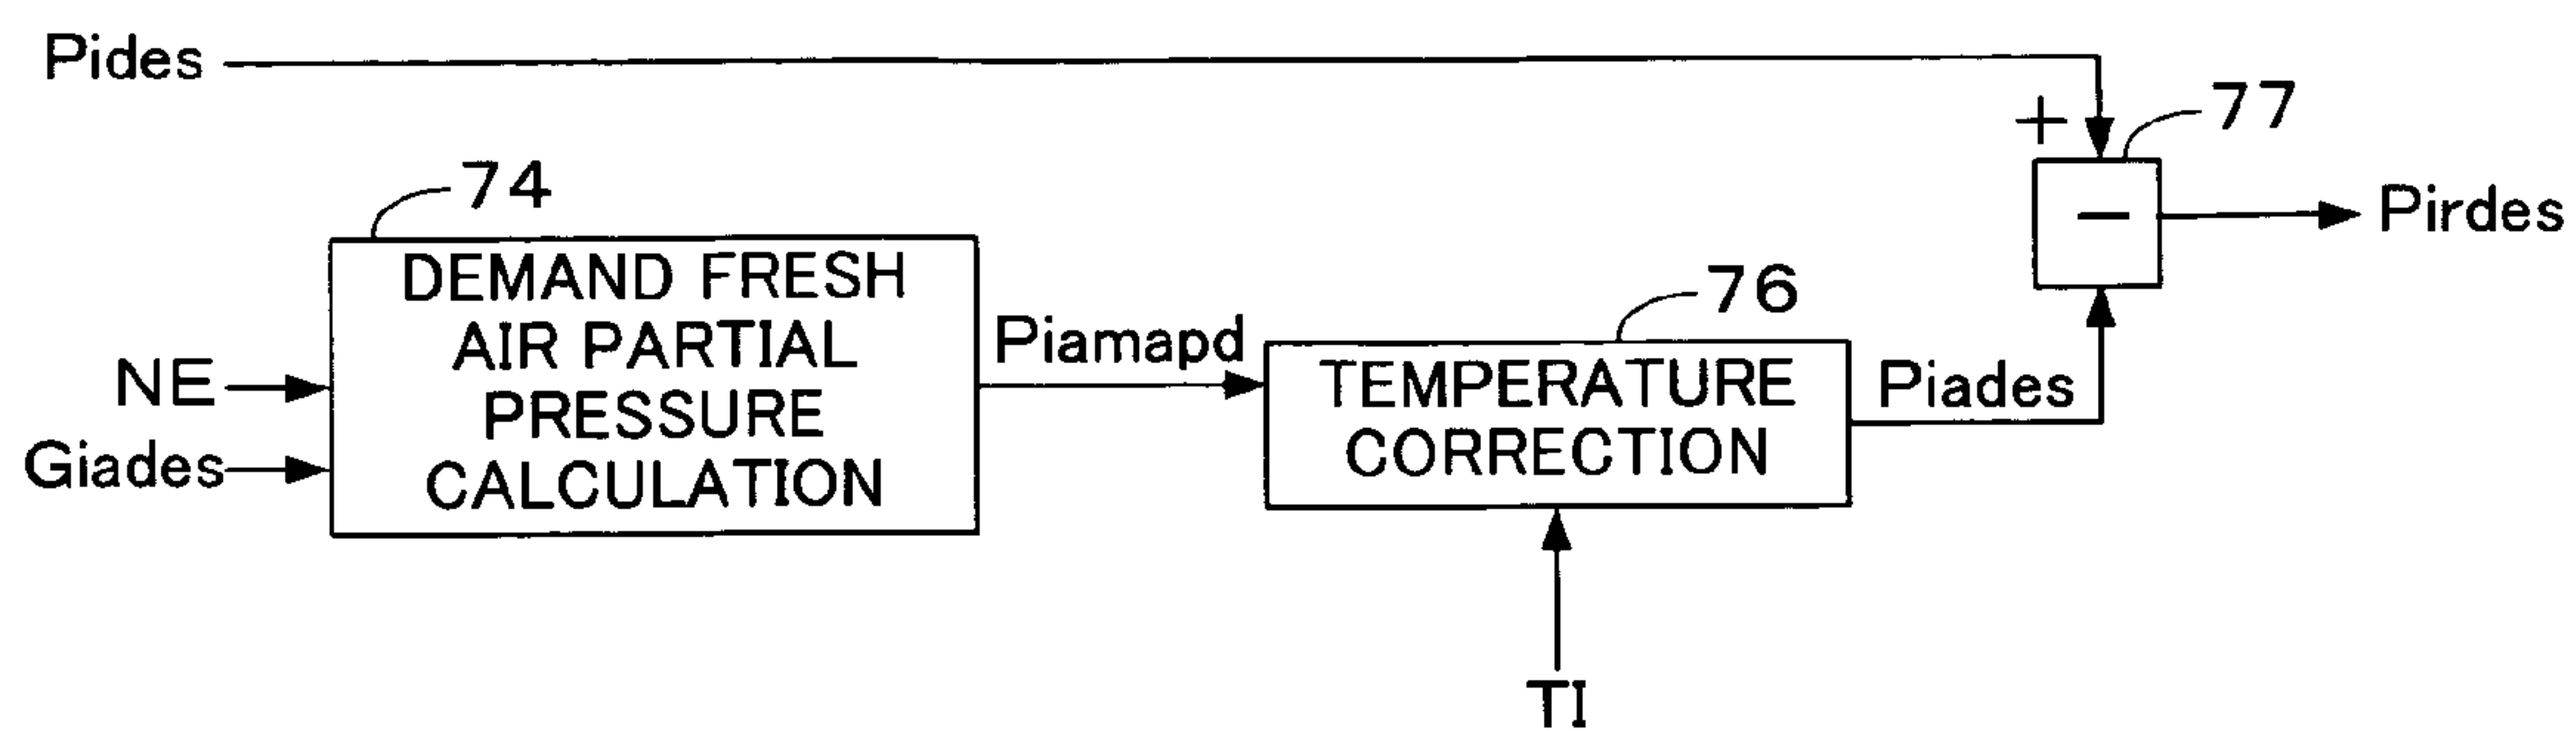 Pides
+
77
74
DEMAND FRESH
AIR PARTIAL
PRESSURE
CALCULATION
NE
Giades
Piamapd
76
TEMPERATURE
CORRECTION
TI
Piades
−
Pirdes